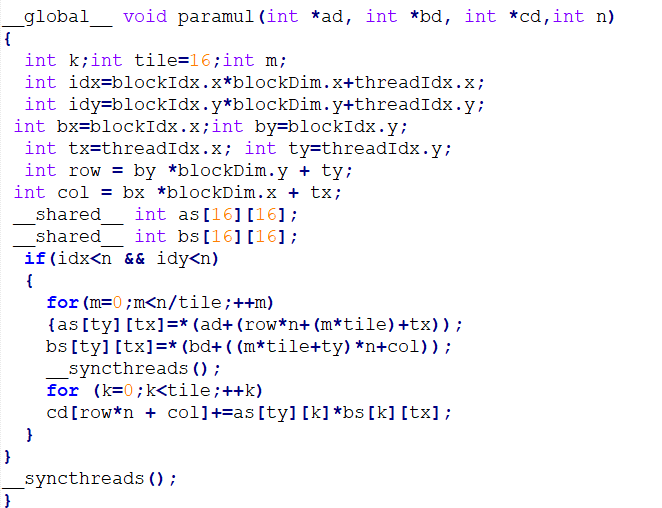 __global__ void paramul(int *ad, int *bd, int *cd,int n)
{
int k;int tile=16;int m;
int idx=blockIdx.x*blockDim.x+threadIdx.x;
int idy=blockIdx.y*blockDim.y+threadIdx.y;
int bx=blockIdx.x;int by=blockIdx.y;
int tx=threadIdx.x; int ty=threadIdx.y;
int row = by *blockDim.y + ty;
int col = bx *blockDim.x + tx;
__shared__ int as[16][16];
__shared__ int bs[16][16];
if(idx<n && idy<n)
{
for(m=0;m<n/tile;++m)
{as[ty][tx]=*(ad+(row*n+(m*tile)+tx));
bs[ty][tx]=*(bd+((m*tile+ty)*n+col));
__syncthreads();
for (k=0;k<tile;++k)
cd[row*n + col]+=as[ty][k]*bs[k][tx];
}
}
__syncthreads();
}